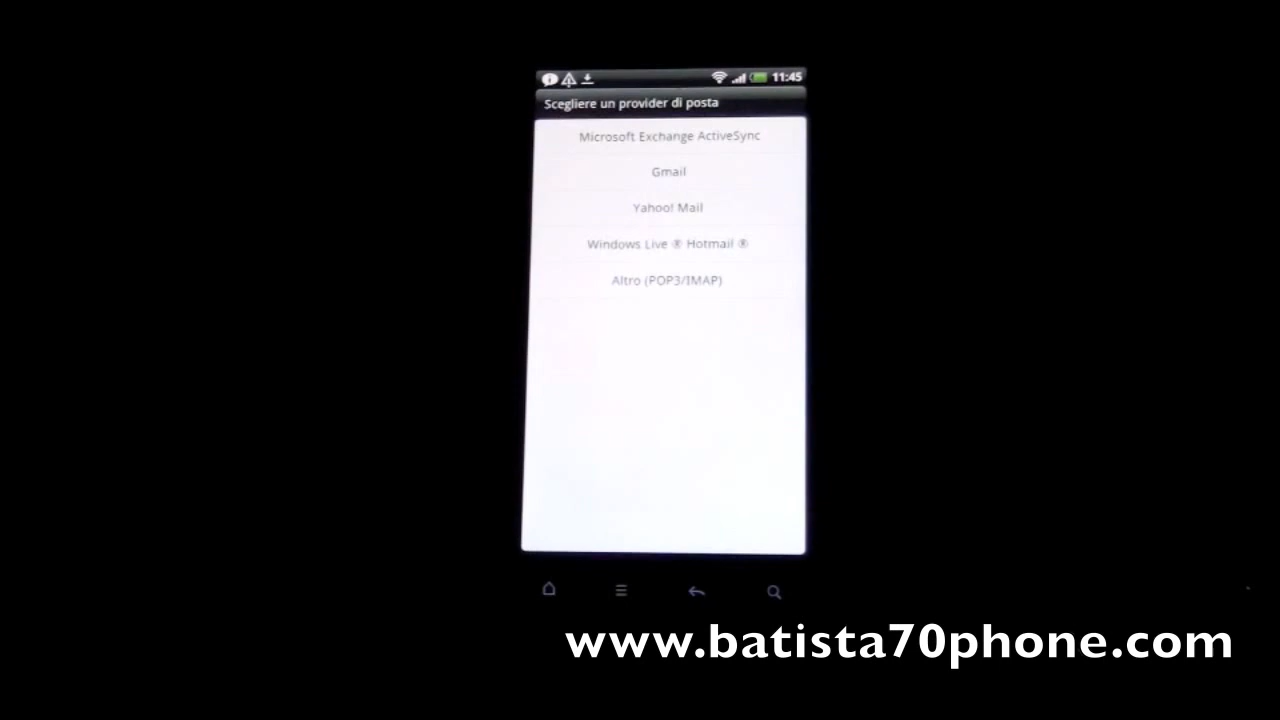 11:45
Scegliere un provider di posta
Microsoft Exchange ActiveSync
Gmail
Yahoo! Mail
Windows Live ® Hotmail ®
Altro (POP3/IMAP)
www.batista70phone.com